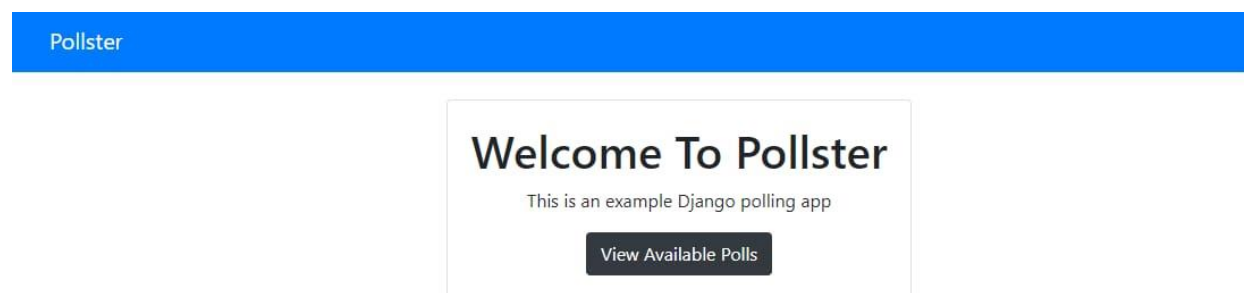 Pollster
Welcome To Pollster
This is an example Django polling app
View Available Polls